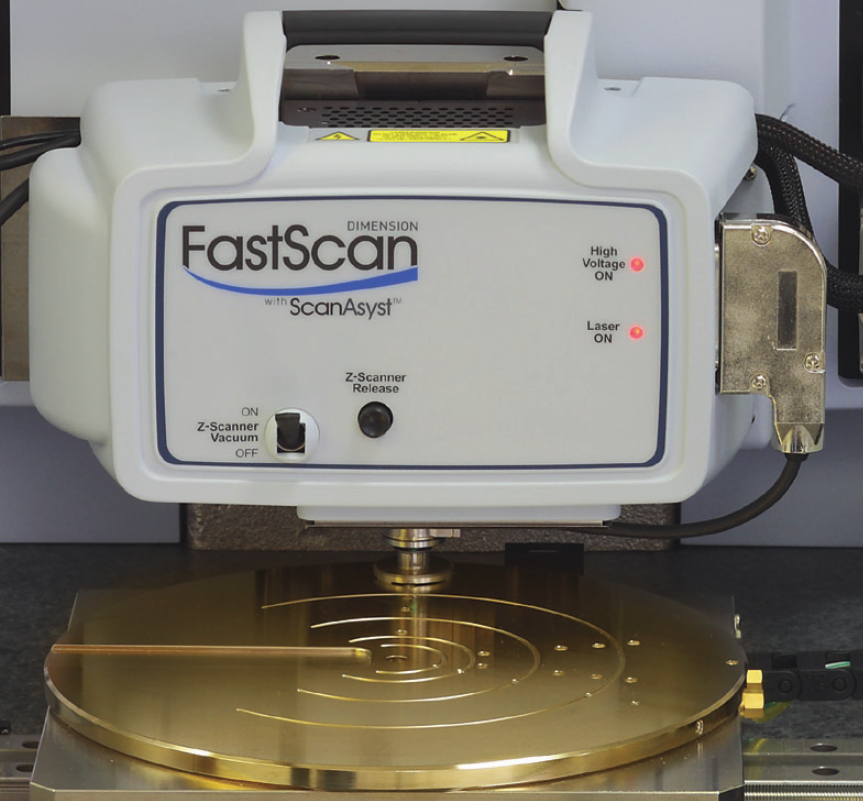 DIMENSION
FastScan
with ScanAsyst™
High
Voltage
ON
Laser
ON
Z-Scanner
Release
ON
Z-Scanner
Vacuum
OFF